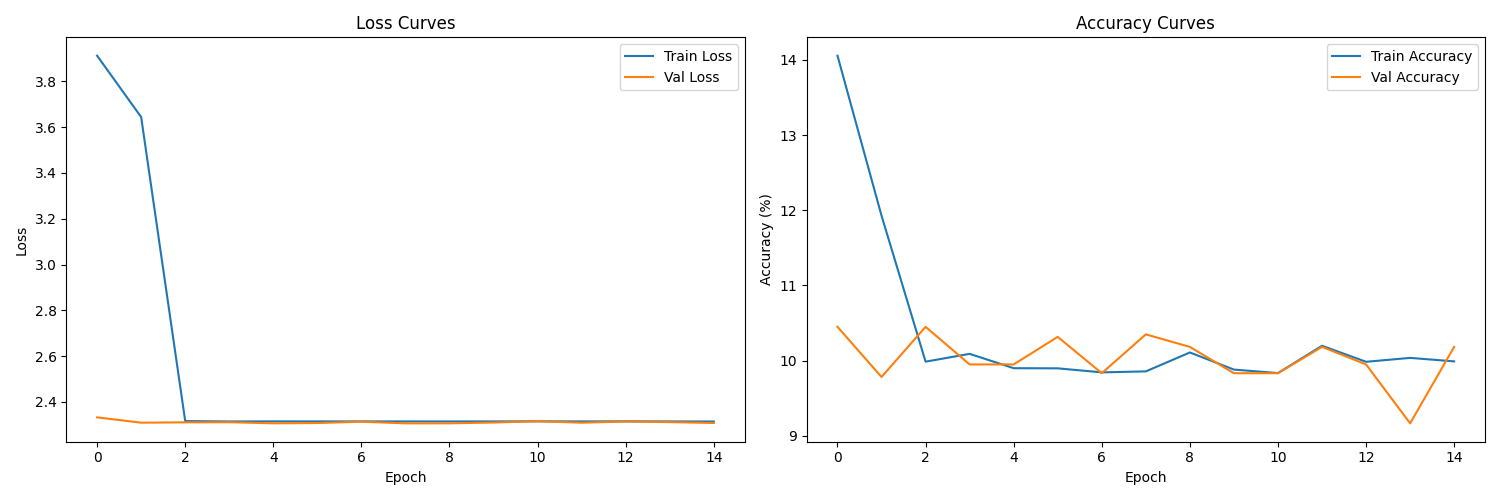 Loss Curves
Train Loss
Val Loss
3.8
3.6
3.4
3.2
3.0
2.8
2.6
2.4
Loss
0 2 4 6 8 10 12 14
Epoch
Accuracy Curves
Train Accuracy
Val Accuracy
14
13
12
11
10
9
Accuracy (%)
0 2 4 6 8 10 12 14
Epoch